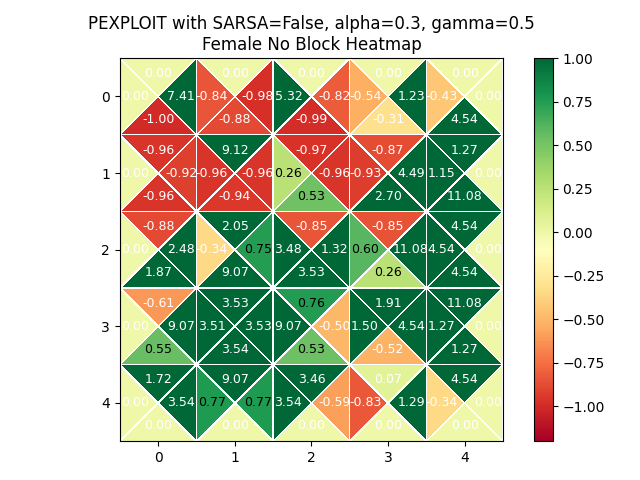 PEXPLOIT with SARSA=False, alpha=0.3, gamma=0.5
Female No Block Heatmap
0.00 0.00 0.00 0.00 0.00
0 0.00 7.41 -0.84 -0.98 5.32 -0.82 -0.54 1.23 -0.43 0.00
-1.00 -0.88 -0.99 -0.31 4.54
-0.96 9.12 -0.97 -0.87 1.27
1 0.00 -0.92 -0.96 -0.96 0.26 -0.96 -0.93 4.49 1.15 0.00
-0.96 -0.94 0.53 2.70 11.08
-0.88 2.05 -0.85 -0.85 4.54
2 0.00 2.48 -0.34 0.75 3.48 1.32 0.60 11.08 4.54 0.00
1.87 9.07 3.53 0.26 4.54
-0.61 3.53 0.76 1.91 11.08
3 0.00 9.07 3.51 3.53 9.07 -0.50 1.50 4.54 1.27 0.00
0.55 3.54 0.53 -0.52 1.27
1.72 9.07 3.46 0.07 4.54
4 0.00 3.54 0.77 0.77 3.54 -0.59 -0.83 1.29 -0.34 0.00
0.00 0.00 0.00 0.00 0.00
0 1 2 3 4
1.00
0.75
0.50
0.25
0.00
−0.25
−0.50
−0.75
−1.00